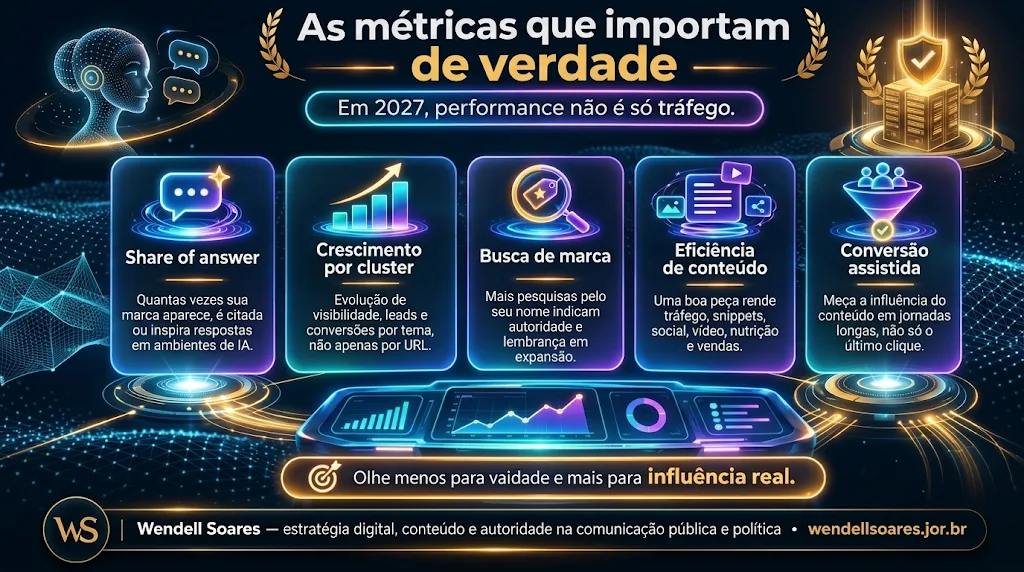 As métricas que importam
de verdade
Em 2027, performance não é só tráfego.
Share of answer
Quantas vezes sua
marca aparece, é citada
ou inspira respostas
em ambientes de IA.
Crescimento
por cluster
Evolução de
visibilidade, leads e
conversões por tema,
não apenas por URL.
Busca de marca
Mais pesquisas pelo
seu nome indicam
autoridade e
lembrança em
expansão.
Eficiência
de conteúdo
Uma boa peça rende
tráfego, snippets,
social, vídeo, nutrição
e vendas.
Conversão
assistida
Meça a influência do
conteúdo em jornadas
longas, não só o
último clique.
Olhe menos para vaidade e mais para influência real.
WS
Wendell Soares — estratégia digital, conteúdo e autoridade na comunicação pública e política • wendellsoares.jor.br